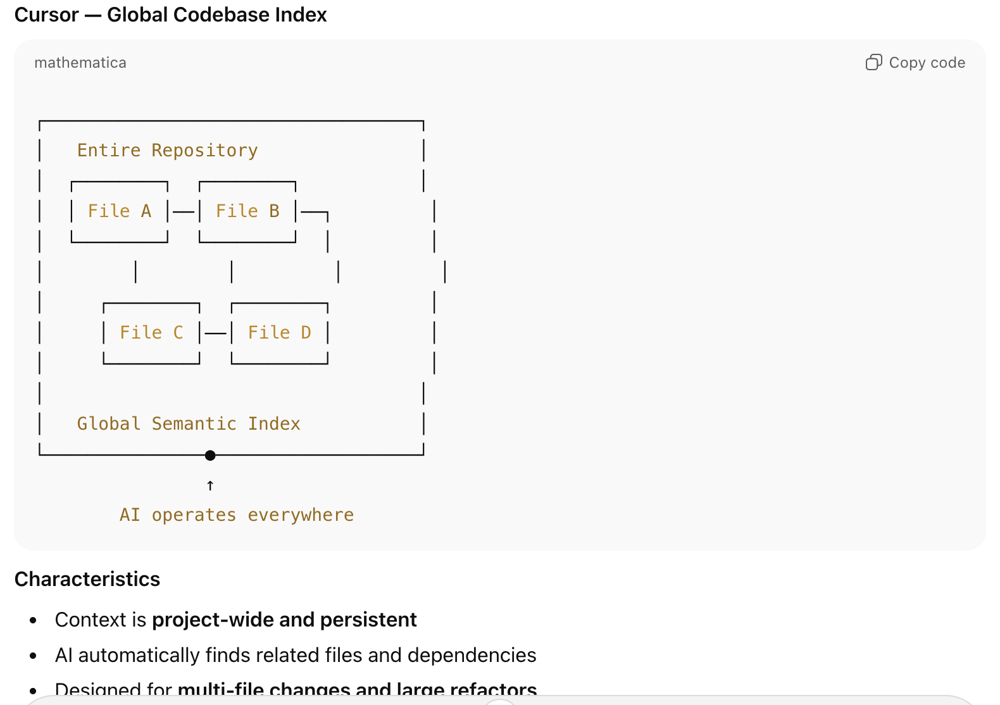 Cursor — Global Codebase Index
mathematica
Copy code
Entire Repository
File A
File B
File C
File D
Global Semantic Index
↑
AI operates everywhere
Characteristics
• Context is project-wide and persistent
• AI automatically finds related files and dependencies
• Designed for multi-file changes and large refactors